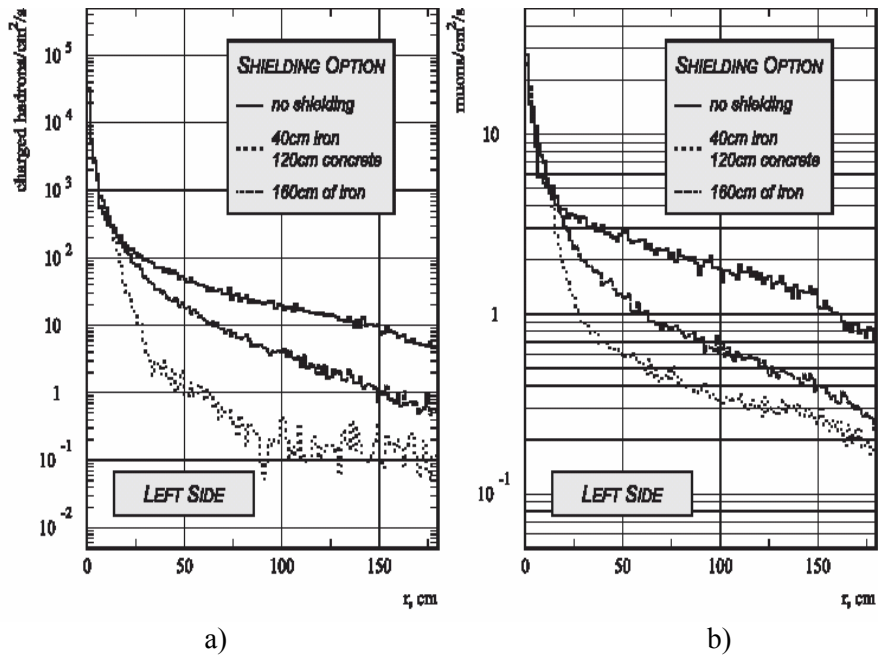 charged hadrons/cm²/s
10⁵
10⁴
10³
10²
10
1
10⁻¹
10⁻²
SHIELDING OPTION
no shielding
40cm iron
120cm concrete
160cm of iron
LEFT SIDE
0 50 100 150
r, cm
a)
muons/cm²/s
10
1
10⁻¹
SHIELDING OPTION
no shielding
40cm iron
120cm concrete
160cm of iron
LEFT SIDE
0 50 100 150
r, cm
b)